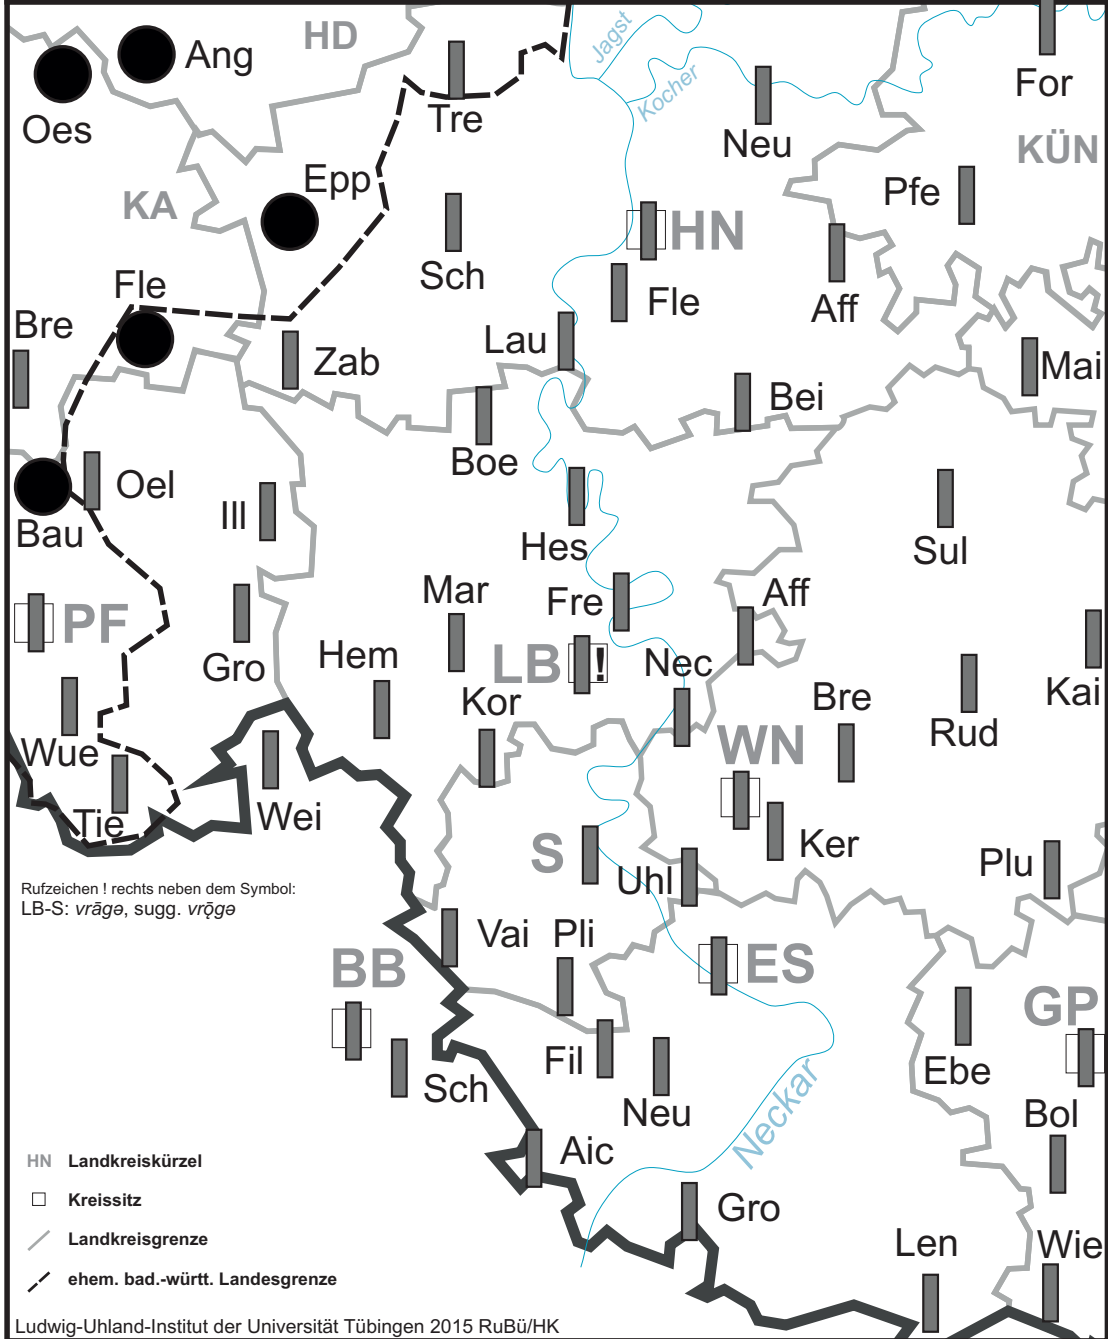 HD
Ang
Oes
Jagst
Kocher
Tre
For
Neu
KÜN
Epp
KA
Pfe
HN
Sch
Fle
Fle
Aff
Bre
Lau
Zab
Mai
Bei
Boe
Oel
Ill
Bau
Hes
Sul
Mar
Fre
Aff
PF
Gro
Hem
LB
!
Nec
Kor
Bre
Kai
Rud
Wue
WN
Tie
Wei
S
Ker
Uhl
Plu
Rufzeichen ! rechts neben dem Symbol:
LB-S: vrāgə, sugg. vrǭgə
Vai
Pli
BB
ES
GP
Fil
Ebe
Sch
Neu
Neckar
Bol
Aic
Gro
Len
Wie
HN Landkreiskürzel
Kreissitz
Landkreisgrenze
ehem. bad.-württ. Landesgrenze
Ludwig-Uhland-Institut der Universität Tübingen 2015 RuBü/HK